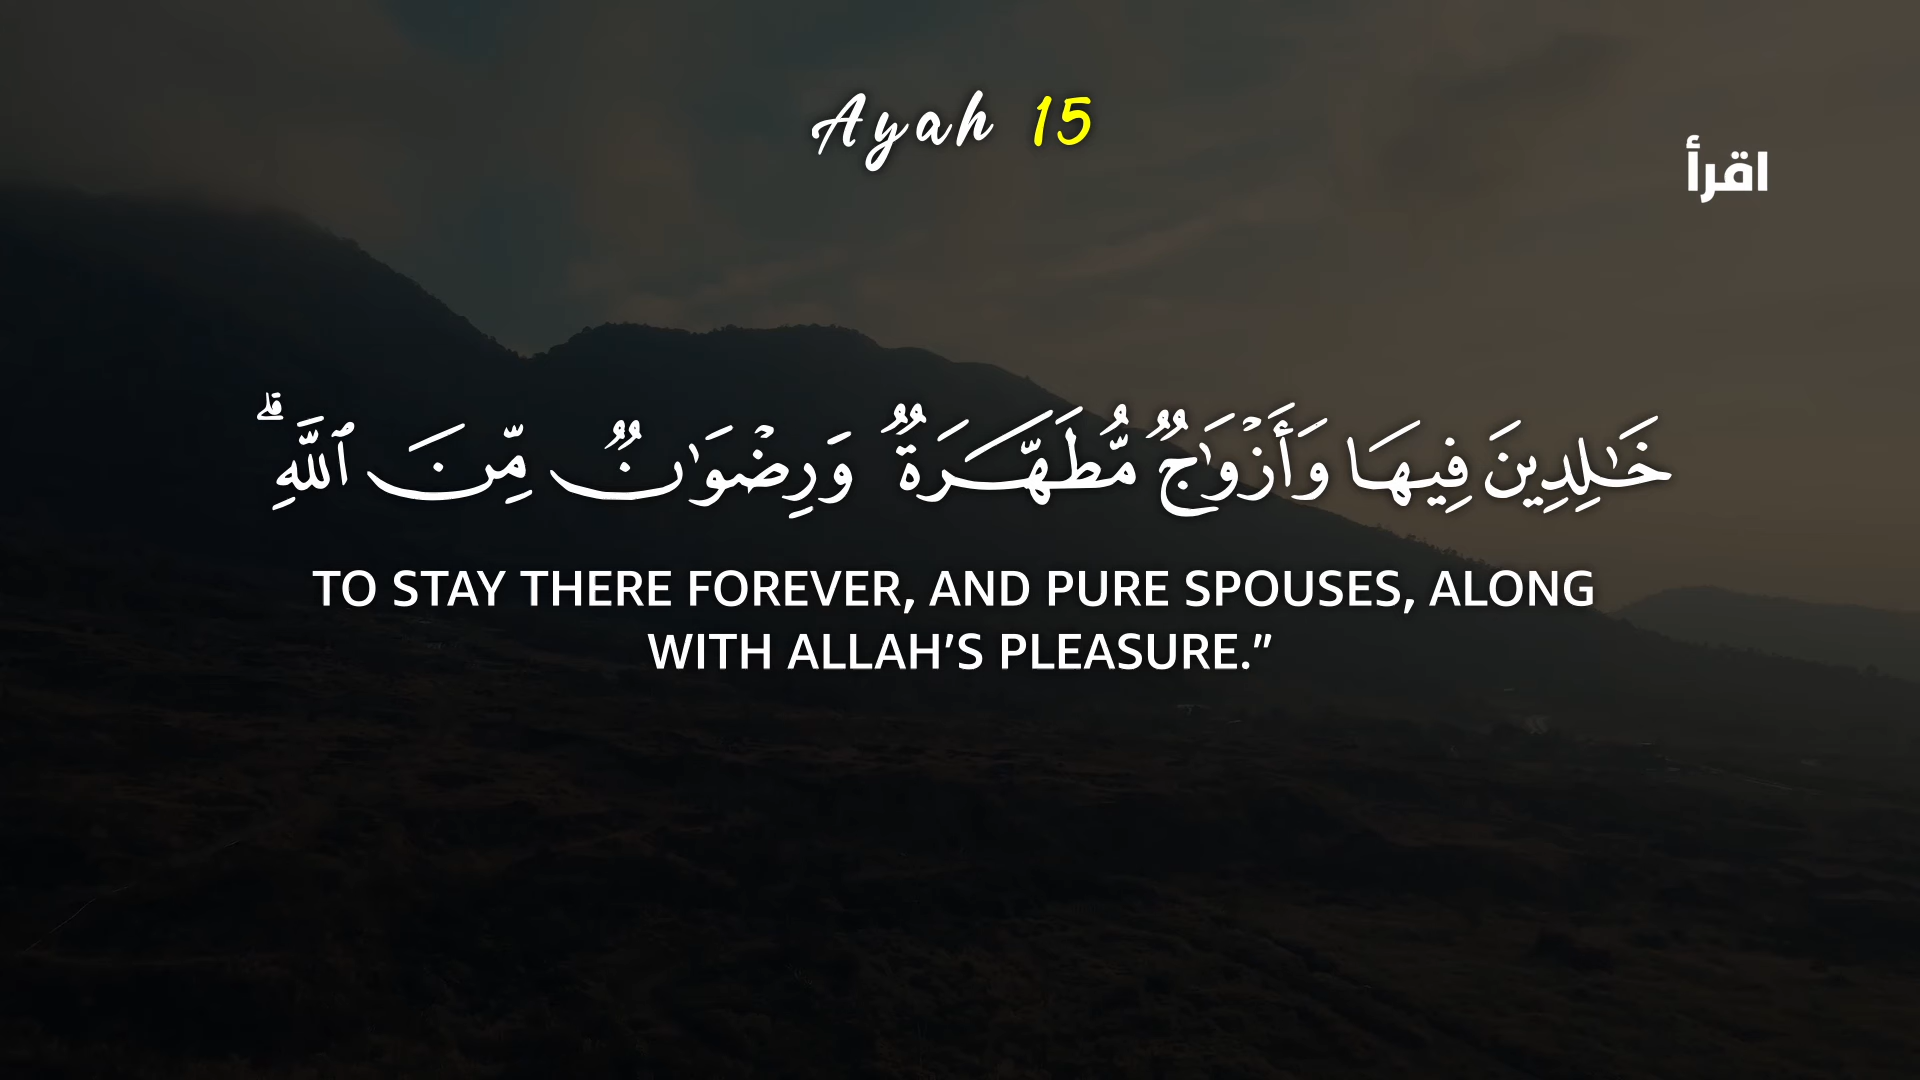 Ayah 15
اقرأ
خَـٰلِدِينَ فِيهَا وَأَزْوَٰجٌ مُّطَهَّرَةٌ وَرِضْوَٰنٌ مِّنَ ٱللَّهِ ۗ
TO STAY THERE FOREVER, AND PURE SPOUSES, ALONG
WITH ALLAH’S PLEASURE.”